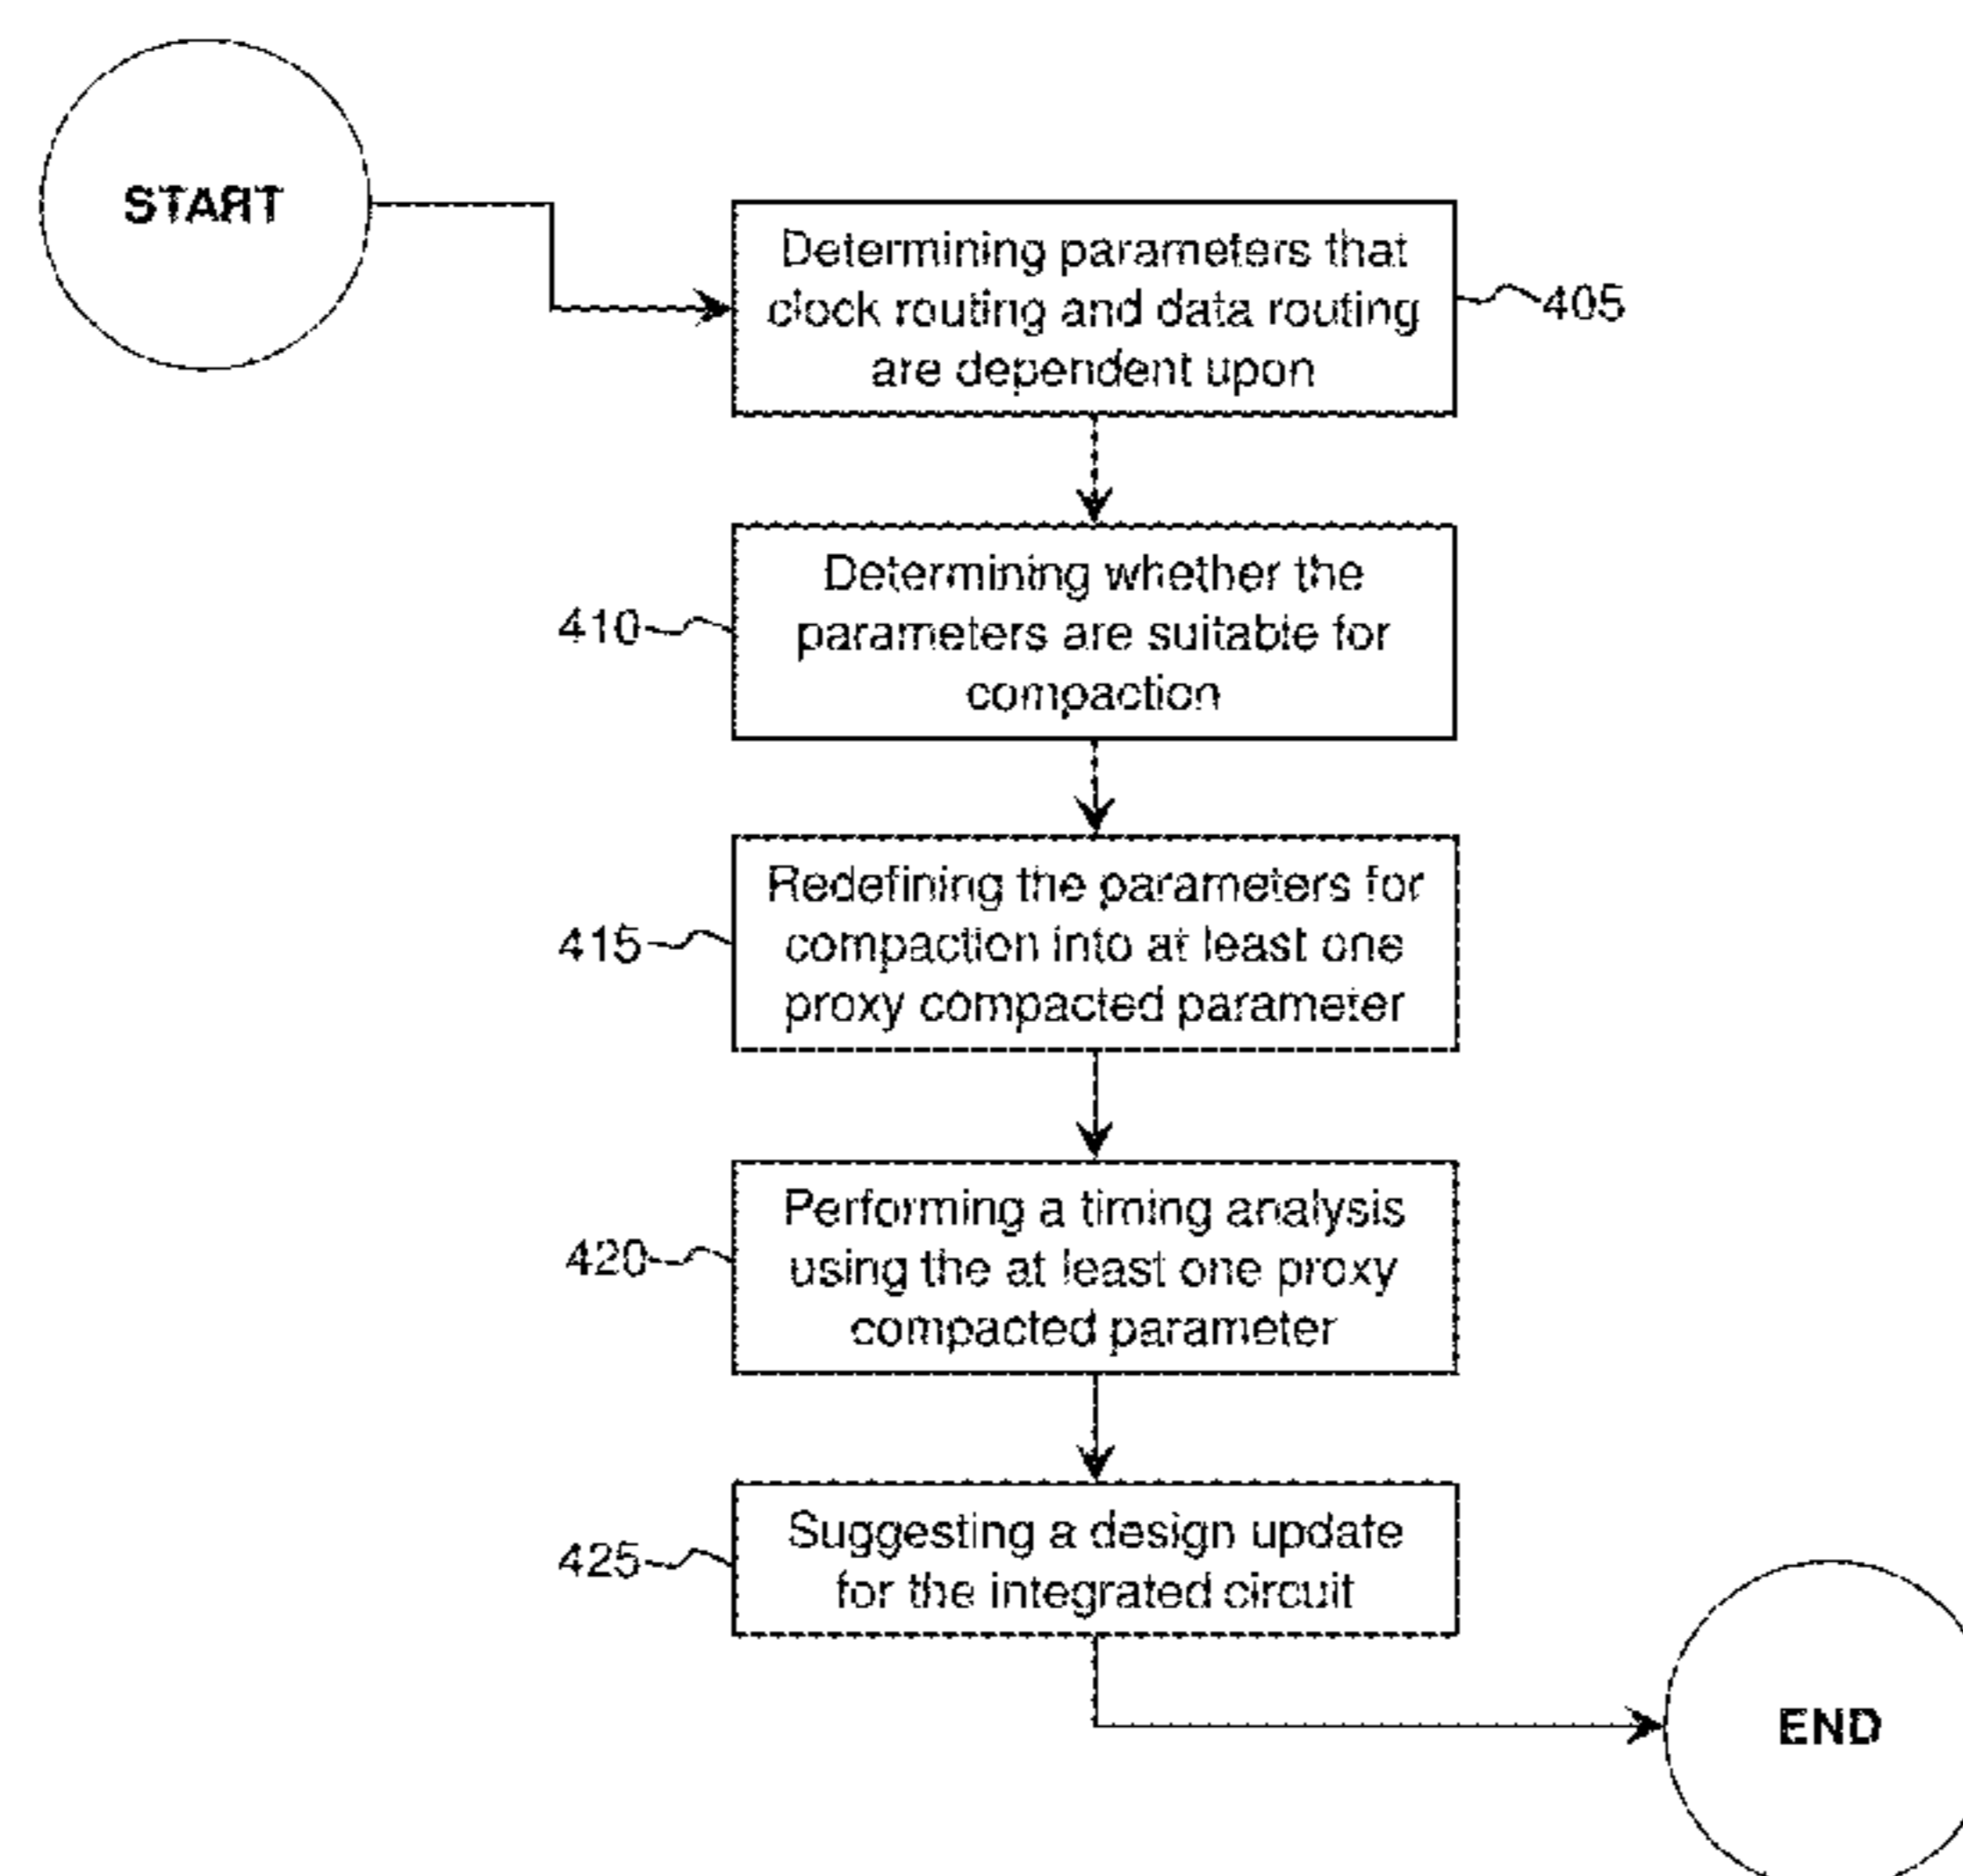 START
Determining parameters that
clock routing and data routing
are dependent upon
405
Determining whether the
parameters are suitable for
compaction
410
Redefining the parameters for
compaction into at least one
proxy compacted parameter
415
Performing a timing analysis
using the at least one proxy
compacted parameter
420
Suggesting a design update
for the integrated circuit
425
END